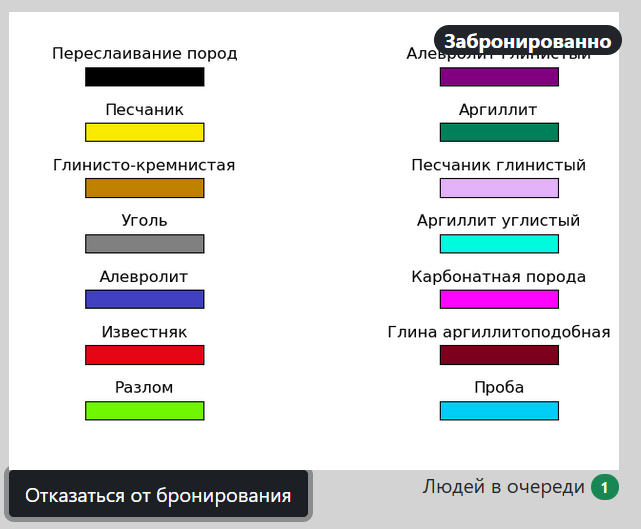 Забронированно
Переслаивание пород
Алевролит глинистый
Песчаник
Аргиллит
Глинисто-кремнистая
Песчаник глинистый
Уголь
Аргиллит углистый
Алевролит
Карбонатная порода
Известняк
Глина аргиллитоподобная
Разлом
Проба
Отказаться от бронирования
Людей в очереди 1